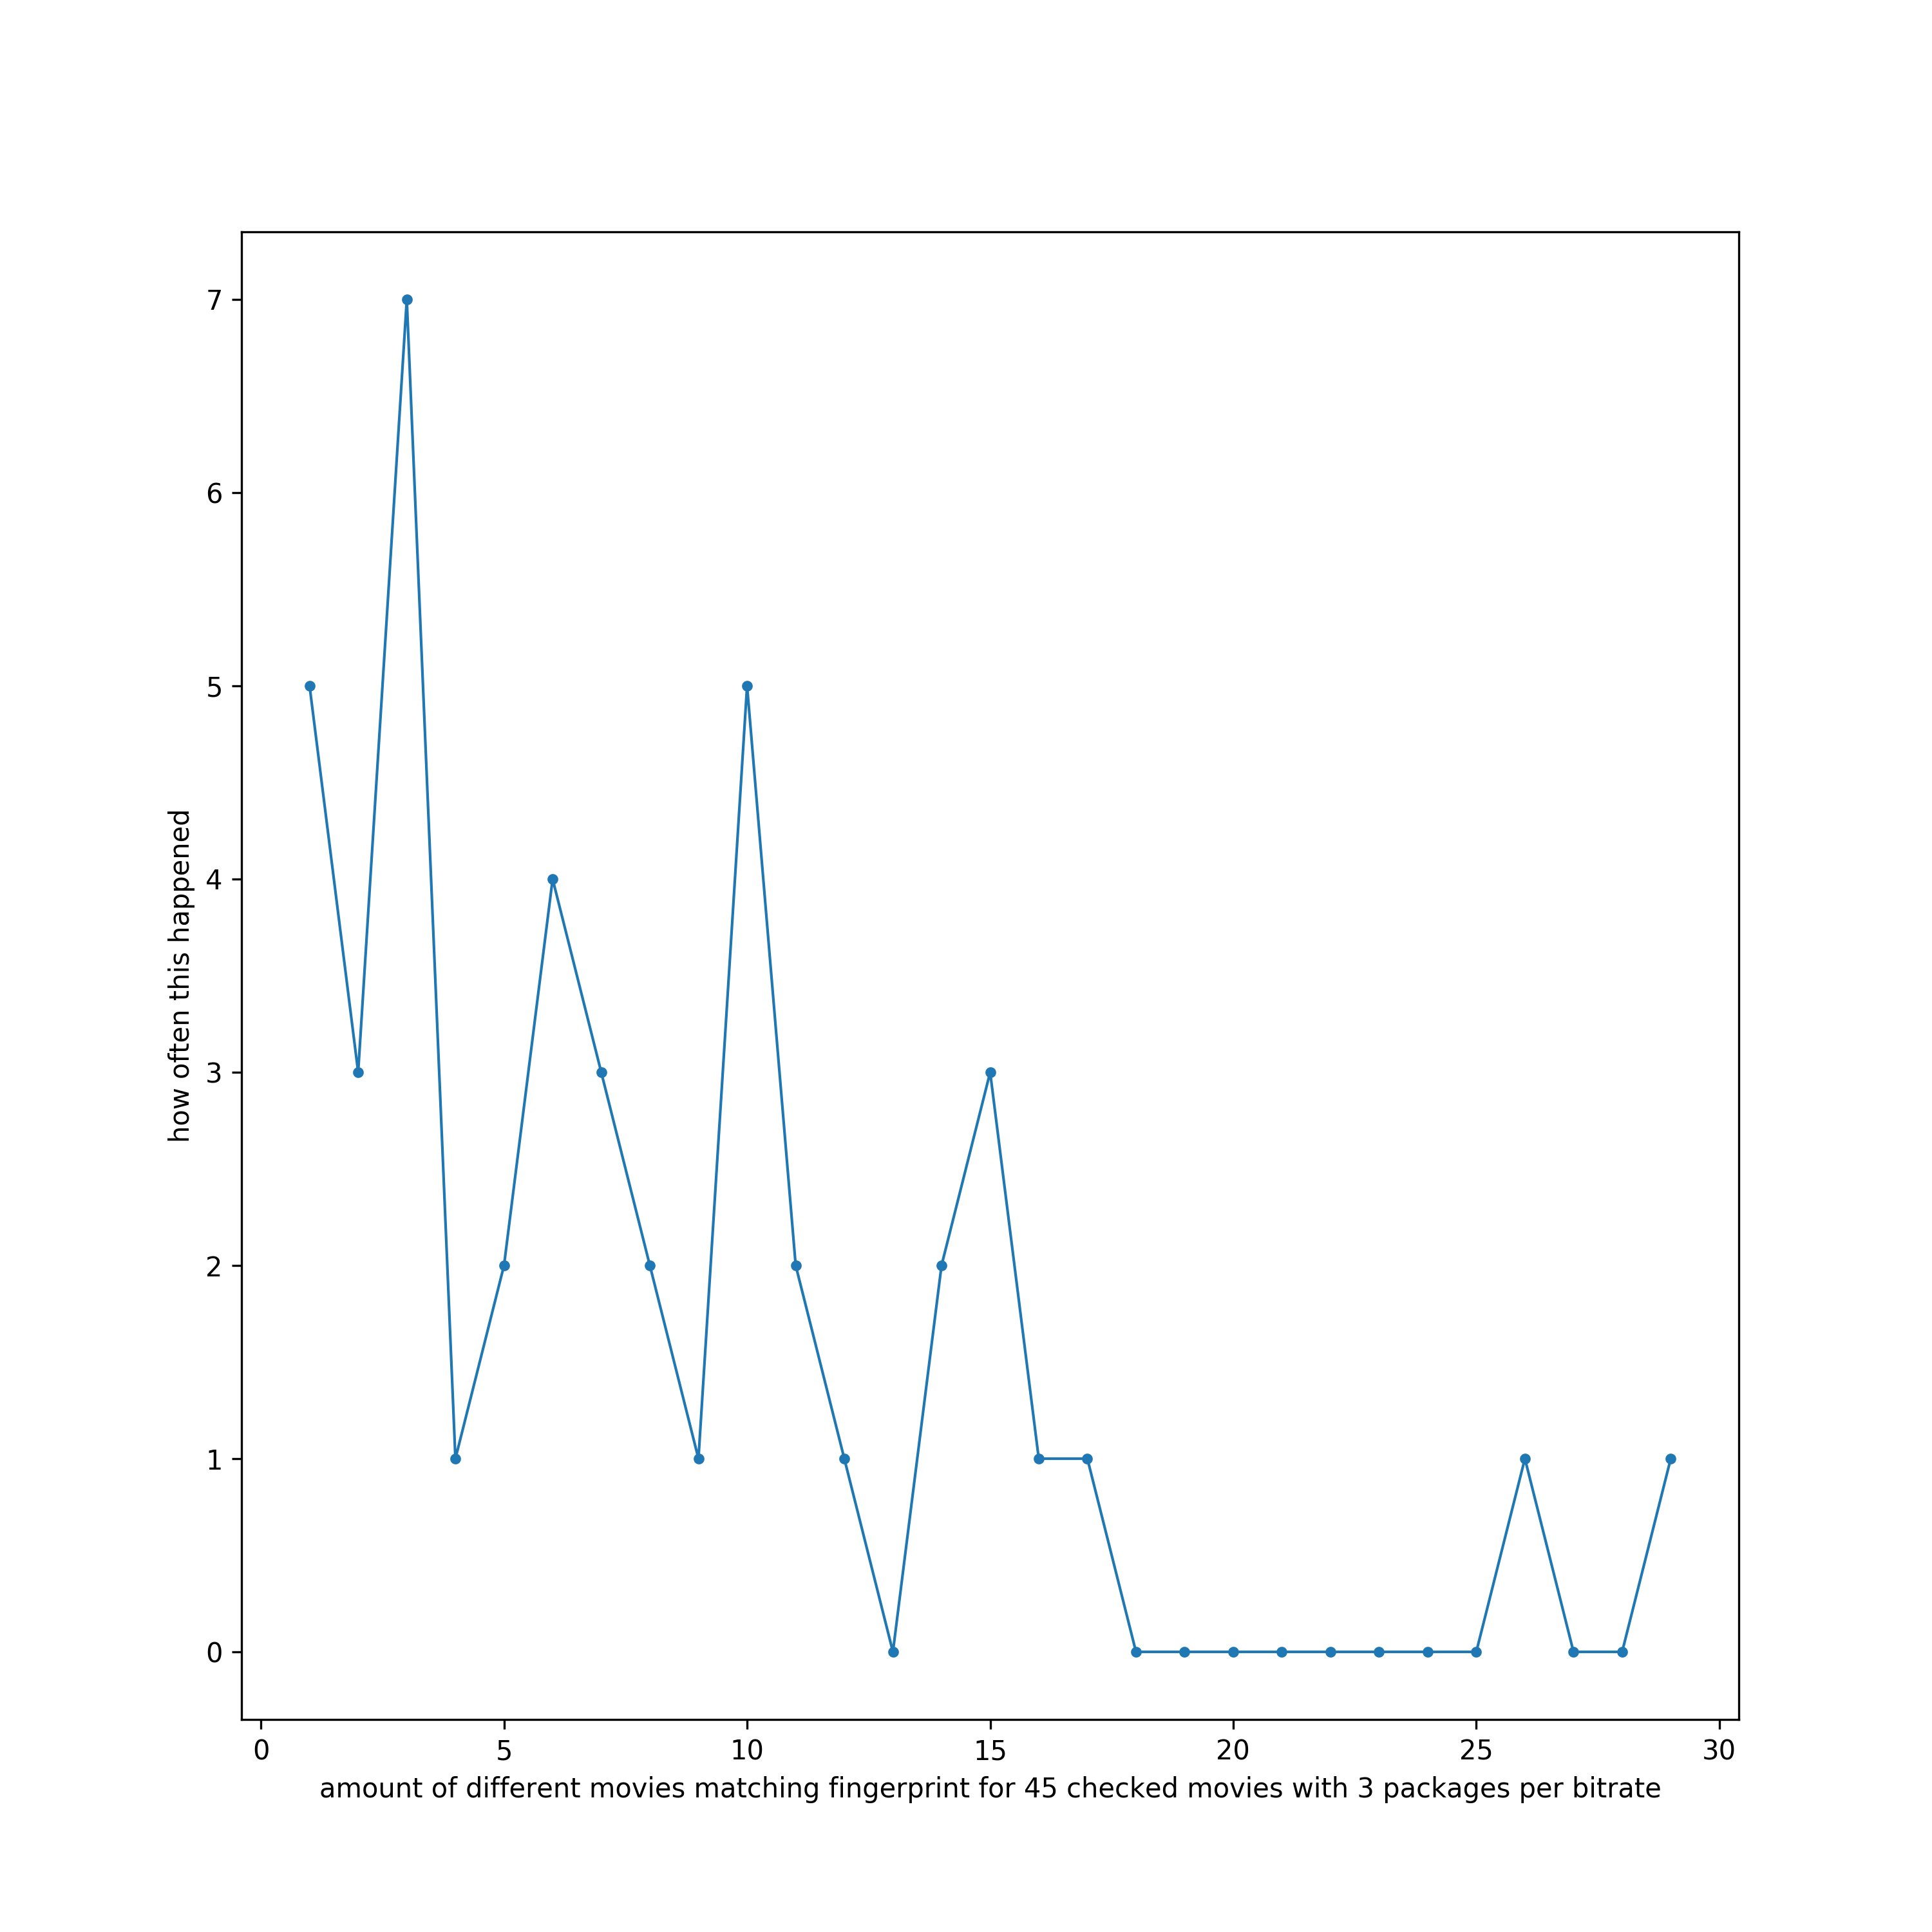 7
6
5
4
3
2
1
0
how often this happened
0 5 10 15 20 25 30
amount of different movies matching fingerprint for 45 checked movies with 3 packages per bitrate